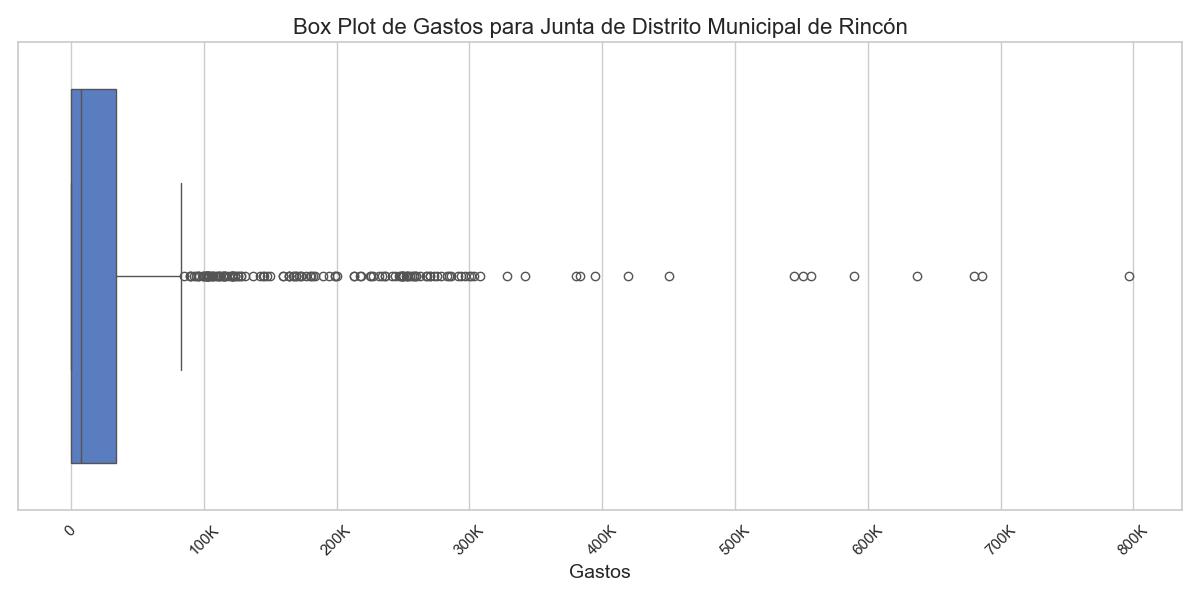 Box Plot de Gastos para Junta de Distrito Municipal de Rincón
0
100K
200K
300K
400K
500K
600K
700K
800K
Gastos